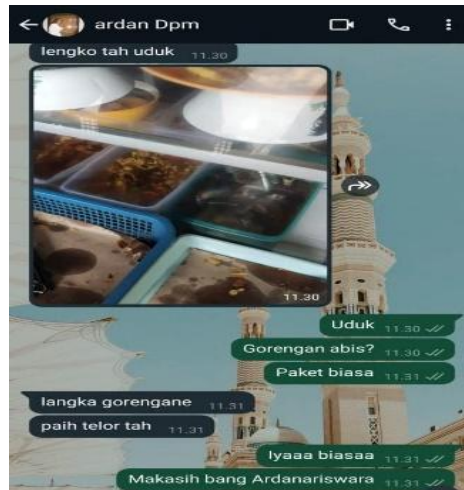 ardan Dpm
lengko tah uduk 11.30
11.30
Uduk 11.30
Gorengan abis? 11.30
Paket biasa 11.31
langka gorengane 11.31
paih telor tah 11.31
Iyaaa biasaa 11.31
Makasih bang Ardanariswara 11.31